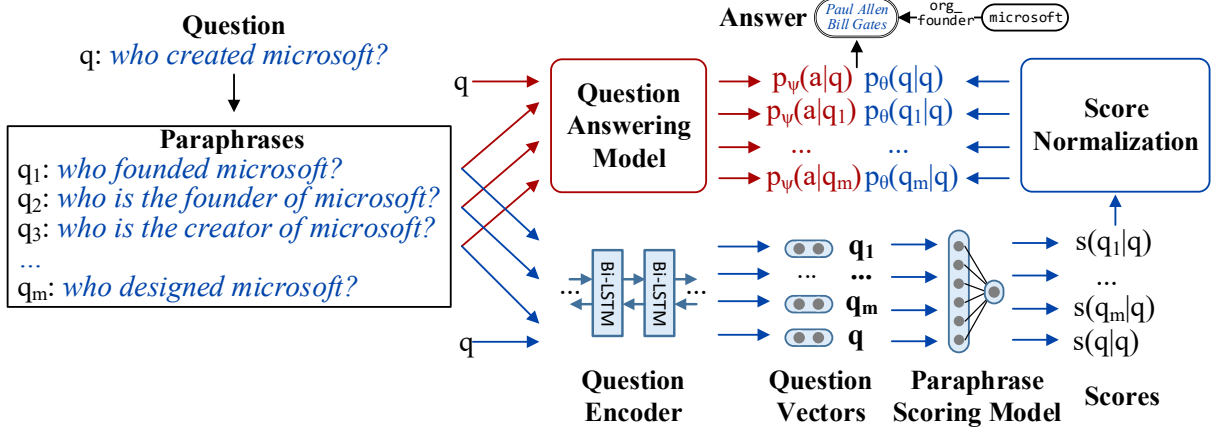 Question
q: who created microsoft?
Paraphrases
q1: who founded microsoft?
q2: who is the founder of microsoft?
q3: who is the creator of microsoft?
...
qm: who designed microsoft?
Answer
Paul Allen
Bill Gates
org_
founder
microsoft
q
Question
Answering
Model
pψ(a|q) pθ(q|q)
pψ(a|q1) pθ(q1|q)
... ...
pψ(a|qm) pθ(qm|q)
Score
Normalization
q
... Bi-LSTM Bi-LSTM ...
q1
... ...
qm
q
s(q1|q)
...
s(qm|q)
s(q|q)
Question
Encoder
Question
Vectors
Paraphrase
Scoring Model
Scores